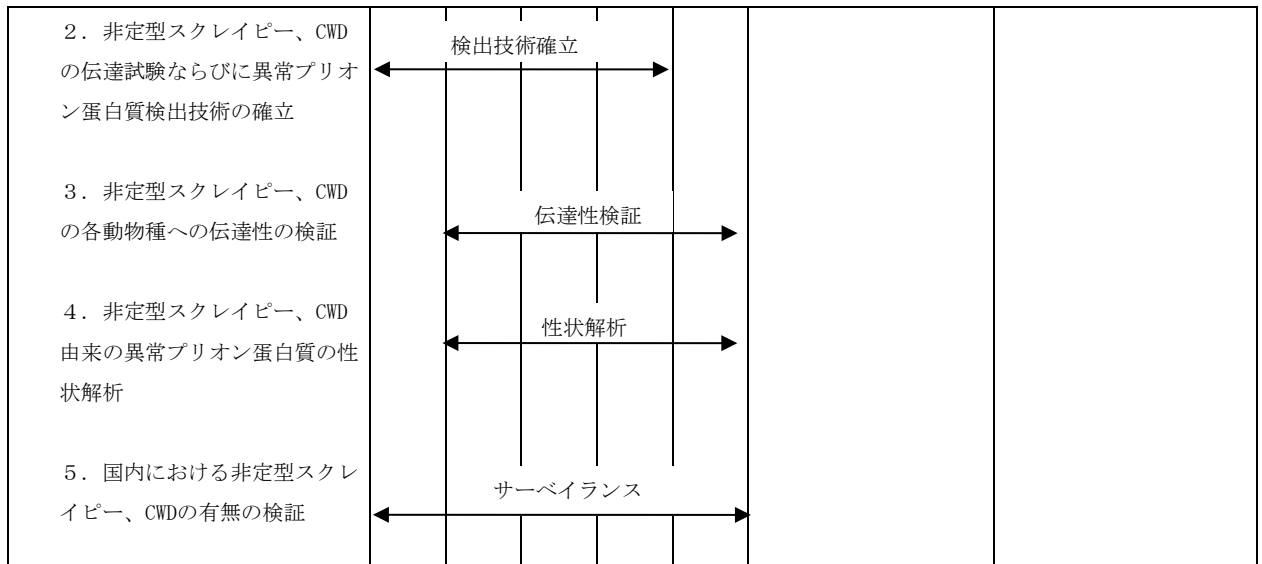 ２．非定型スクレイピー、CWD
の伝達試験ならびに異常プリオ
ン蛋白質検出技術の確立
検出技術確立
３．非定型スクレイピー、CWD
の各動物種への伝達性の検証
伝達性検証
４．非定型スクレイピー、CWD
由来の異常プリオン蛋白質の性
状解析
性状解析
５．国内における非定型スクレ
イピー、CWDの有無の検証
サーベイランス